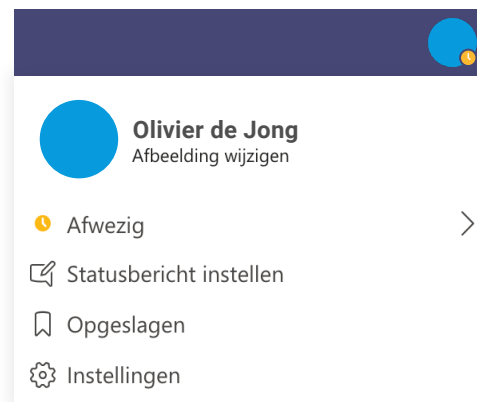 Olivier de Jong
Afbeelding wijzigen
Afwezig
Statusbericht instellen
Opgeslagen
Instellingen